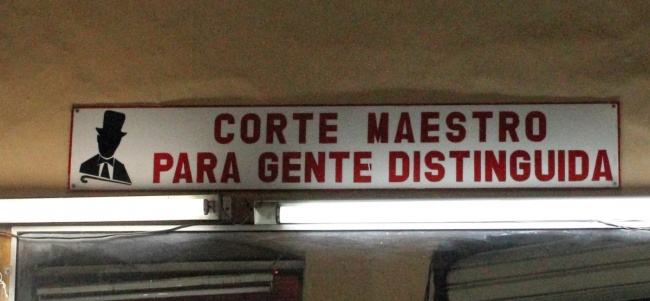 CORTE MAESTRO
PARA GENTE DISTINGUIDA